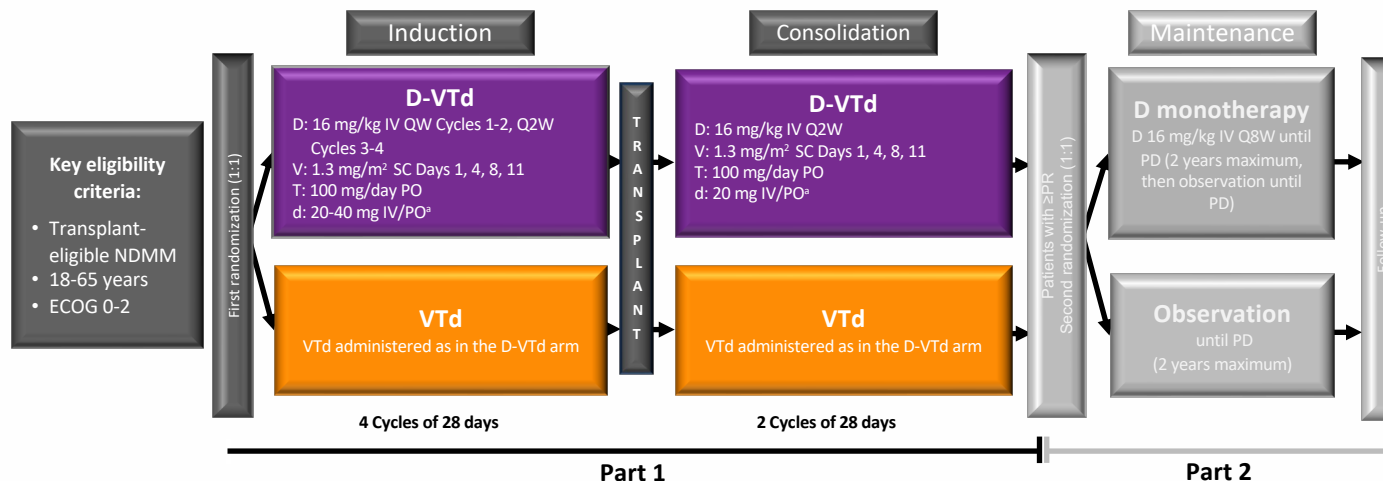 Induction
Consolidation
Maintenance
Key eligibility
criteria:
• Transplant-
eligible NDMM
• 18-65 years
• ECOG 0-2
First randomization (1:1)
D-VTd
D: 16 mg/kg IV QW Cycles 1-2, Q2W
Cycles 3-4
V: 1.3 mg/m² SC Days 1, 4, 8, 11
T: 100 mg/day PO
d: 20-40 mg IV/POᵃ
VTd
VTd administered as in the D-VTd arm
4 Cycles of 28 days
TRANSPLANT
D-VTd
D: 16 mg/kg IV Q2W
V: 1.3 mg/m² SC Days 1, 4, 8, 11
T: 100 mg/day PO
d: 20 mg IV/POᵃ
VTd
VTd administered as in the D-VTd arm
2 Cycles of 28 days
Patients with ≥PR
Second randomization (1:1)
D monotherapy
D 16 mg/kg IV Q8W until
PD (2 years maximum,
then observation until
PD)
Observation
until PD
(2 years maximum)
Part 1
Part 2